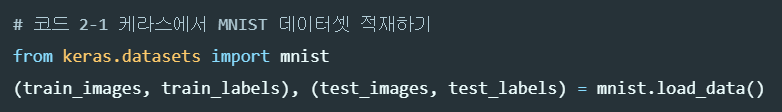 # 코드 2-1 케라스에서 MNIST 데이터셋 적재하기
from keras.datasets import mnist
(train_images, train_labels), (test_images, test_labels) = mnist.load_data()